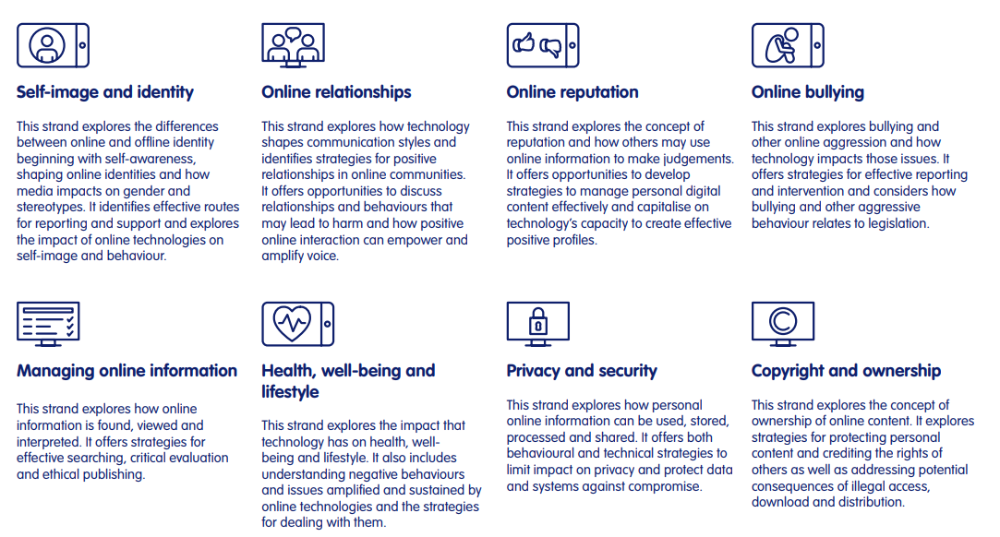 Self-image and identity
This strand explores the differences
between online and offline identity
beginning with self-awareness,
shaping online identities and how
media impacts on gender and
stereotypes. It identifies effective routes
for reporting and support and explores
the impact of online technologies on
self-image and behaviour.
Online relationships
This strand explores how technology
shapes communication styles and
identifies strategies for positive
relationships in online communities.
It offers opportunities to discuss
relationships and behaviours that
may lead to harm and how positive
online interaction can empower and
amplify voice.
Online reputation
This strand explores the concept of
reputation and how others may use
online information to make judgements.
It offers opportunities to develop
strategies to manage personal digital
content effectively and capitalise on
technology's capacity to create effective
positive profiles.
Online bullying
This strand explores bullying and
other online aggression and how
technology impacts those issues. It
offers strategies for effective reporting
and intervention and considers how
bullying and other aggressive
behaviour relates to legislation.
Managing online information
This strand explores how online
information is found, viewed and
interpreted. It offers strategies for
effective searching, critical evaluation
and ethical publishing.
Health, well-being and
lifestyle
This strand explores the impact that
technology has on health, well-
being and lifestyle. It also includes
understanding negative behaviours
and issues amplified and sustained by
online technologies and the strategies
for dealing with them.
Privacy and security
This strand explores how personal
online information can be used, stored,
processed and shared. It offers both
behavioural and technical strategies to
limit impact on privacy and protect data
and systems against compromise.
Copyright and ownership
This strand explores the concept of
ownership of online content. It explores
strategies for protecting personal
content and crediting the rights of
others as well as addressing potential
consequences of illegal access,
download and distribution.